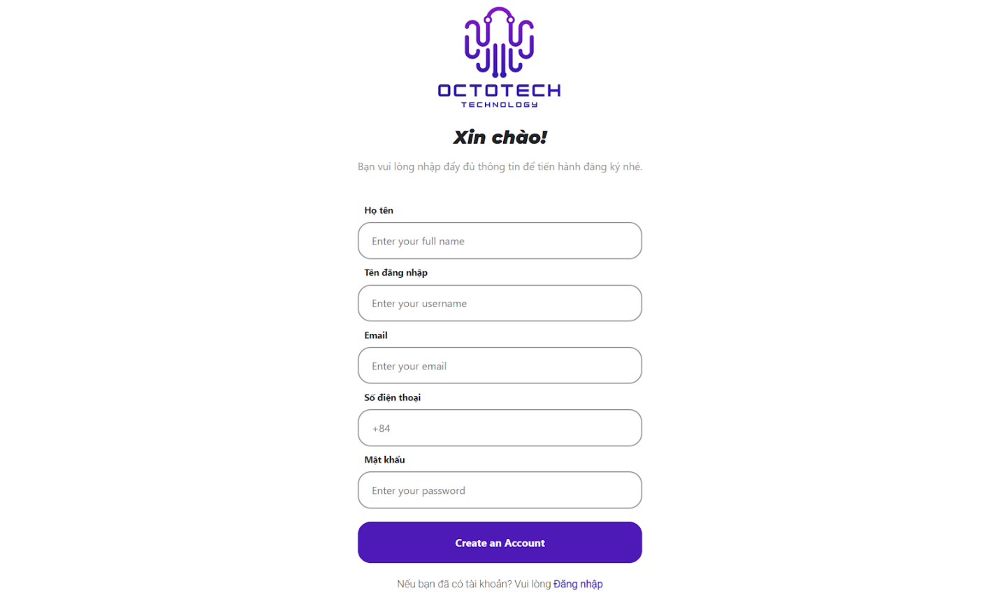 OCTOTECH
TECHNOLOGY
Xin chào!
Bạn vui lòng nhập đẩy đủ thông tin để tiến hành đăng ký nhé.
Họ tên
Enter your full name
Tên đăng nhập
Enter your username
Email
Enter your email
Số điện thoại
+84
Mật khẩu
Enter your password
Create an Account
Nếu bạn đã có tài khoản? Vui lòng Đăng nhập